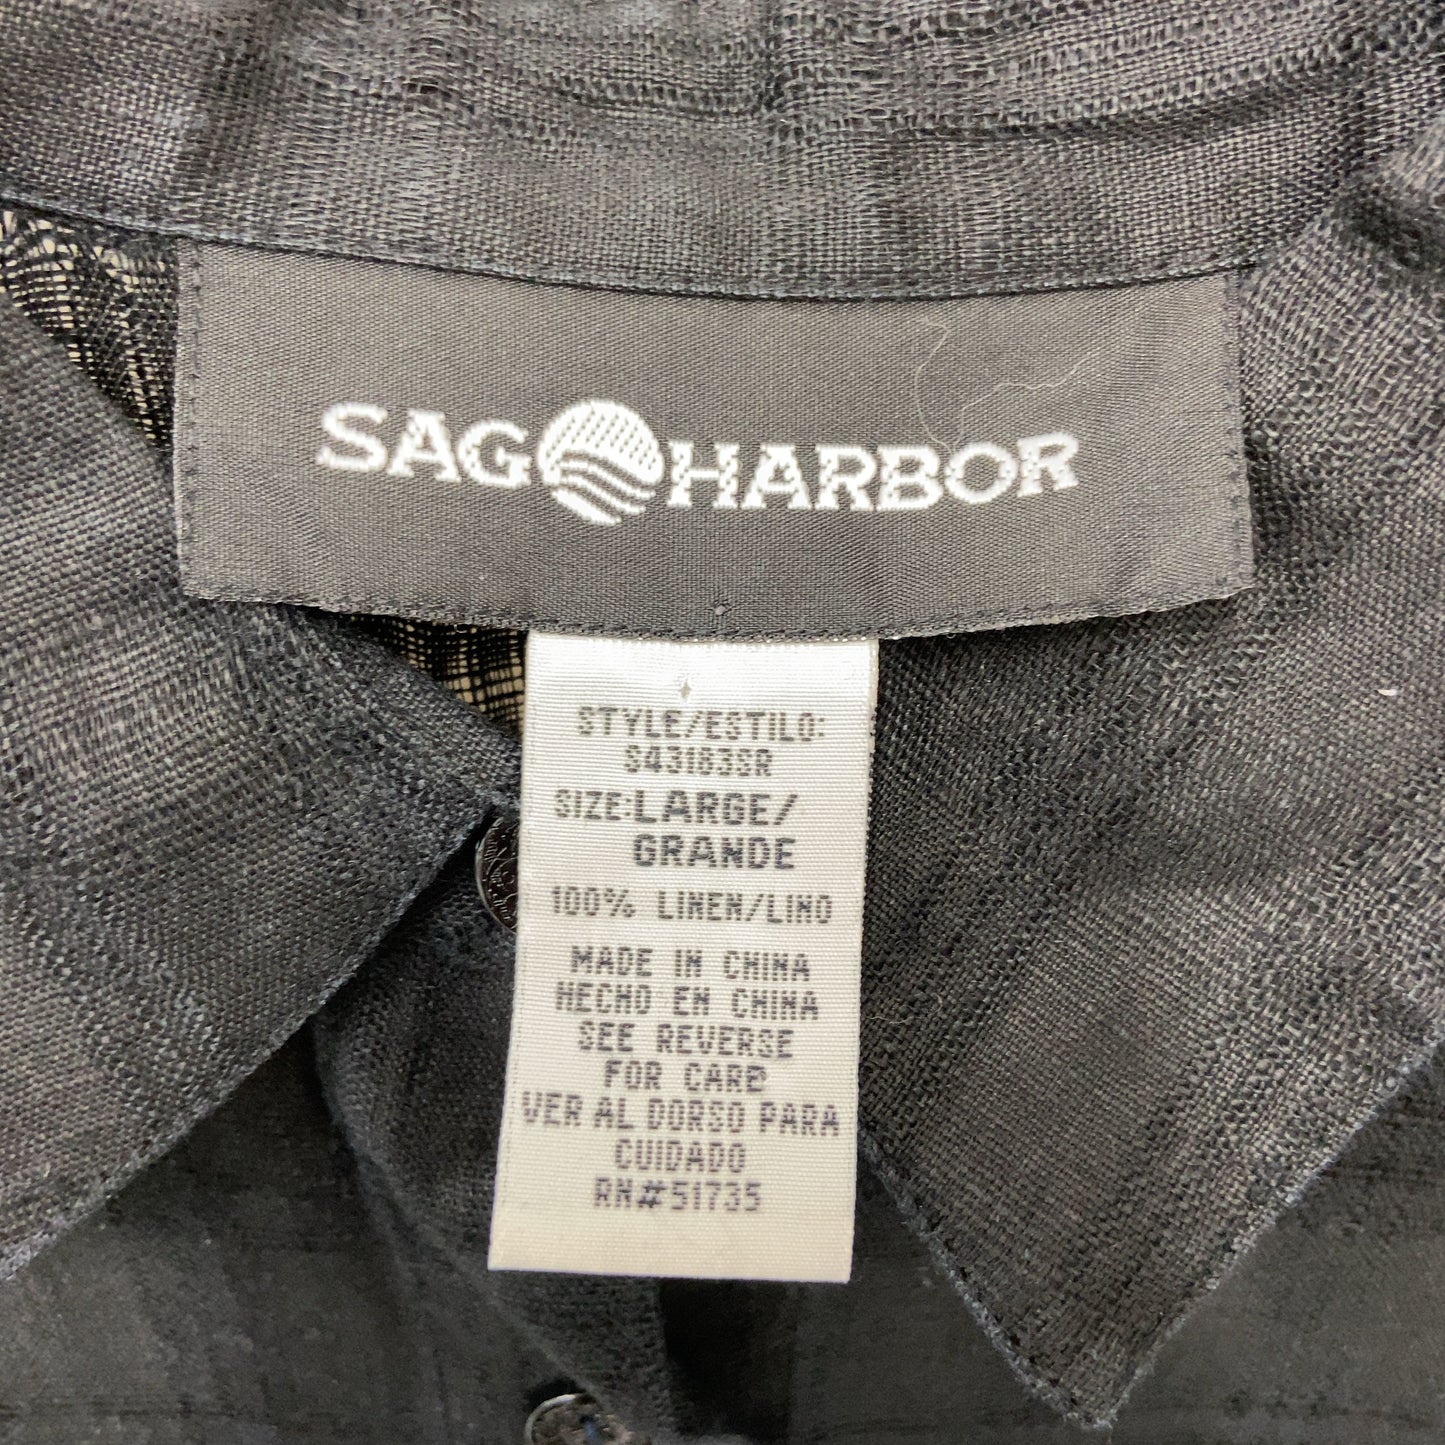 SAG HARBOR
STYLE/ESTILO:
S43183SR
SIZE:LARGE/
GRANDE
100% LINEN/LINO
MADE IN CHINA
HECHO EN CHINA
SEE REVERSE
FOR CARE
VER AL DORSO PARA
CUIDADO
RN#51735